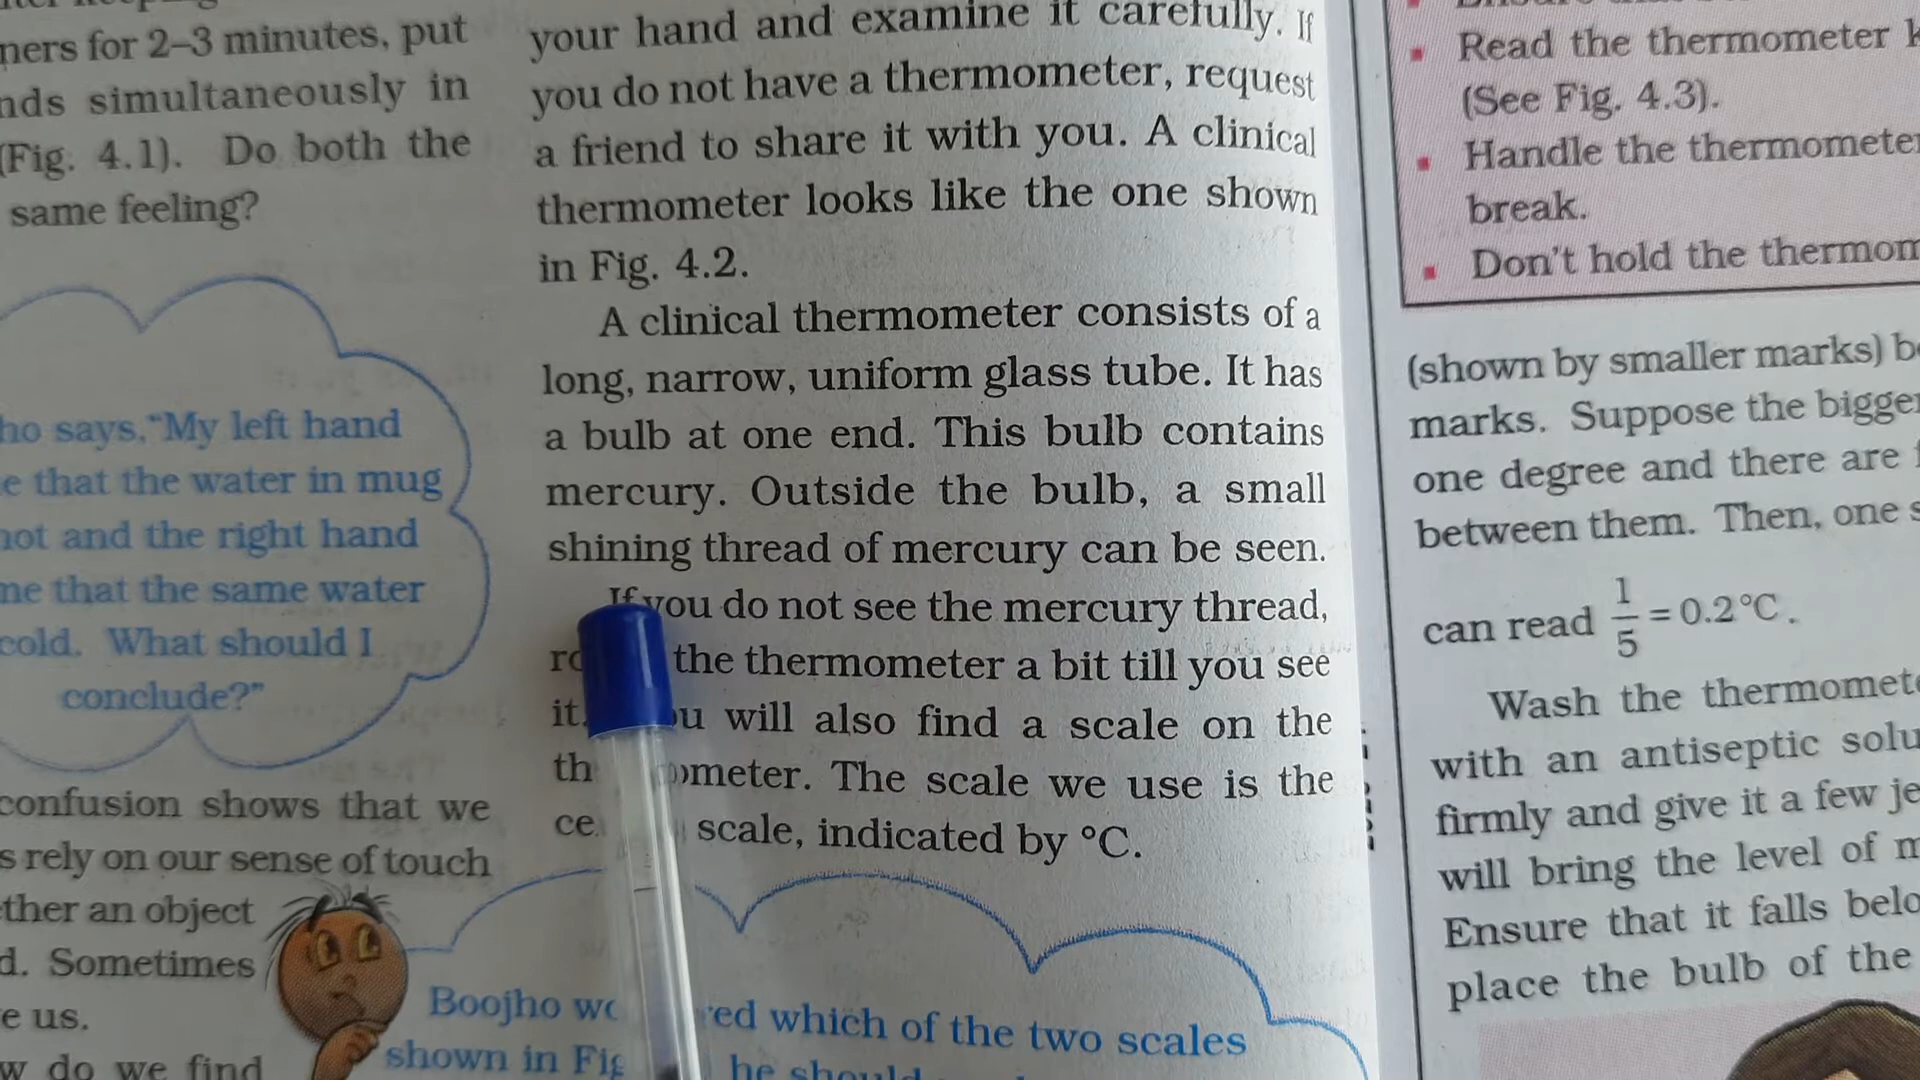 ners for 2–3 minutes, put
nds simultaneously in
(Fig. 4.1). Do both the
same feeling?
ho says, "My left hand
e that the water in mug
hot and the right hand
me that the same water
cold. What should I
conclude?"
confusion shows that we
s rely on our sense of touch
ther an object
d. Sometimes
e us.
w do we find
your hand and examine it carefully. If
you do not have a thermometer, request
a friend to share it with you. A clinical
thermometer looks like the one shown
in Fig. 4.2.
A clinical thermometer consists of a
long, narrow, uniform glass tube. It has
a bulb at one end. This bulb contains
mercury. Outside the bulb, a small
shining thread of mercury can be seen.
If you do not see the mercury thread,
the thermometer a bit till you see
it. will also find a scale on the
ometer. The scale we use is the
scale, indicated by °C.
Boojho red which of the two scales
shown in Fig he should
Read the thermometer k
(See Fig. 4.3).
Handle the thermometer
break.
Don't hold the thermom
(shown by smaller marks) be
marks. Suppose the bigger
one degree and there are
between them. Then, one s
can read 1/5 = 0.2°C.
Wash the thermomete
with an antiseptic solu
firmly and give it a few je
will bring the level of m
Ensure that it falls belo
place the bulb of the